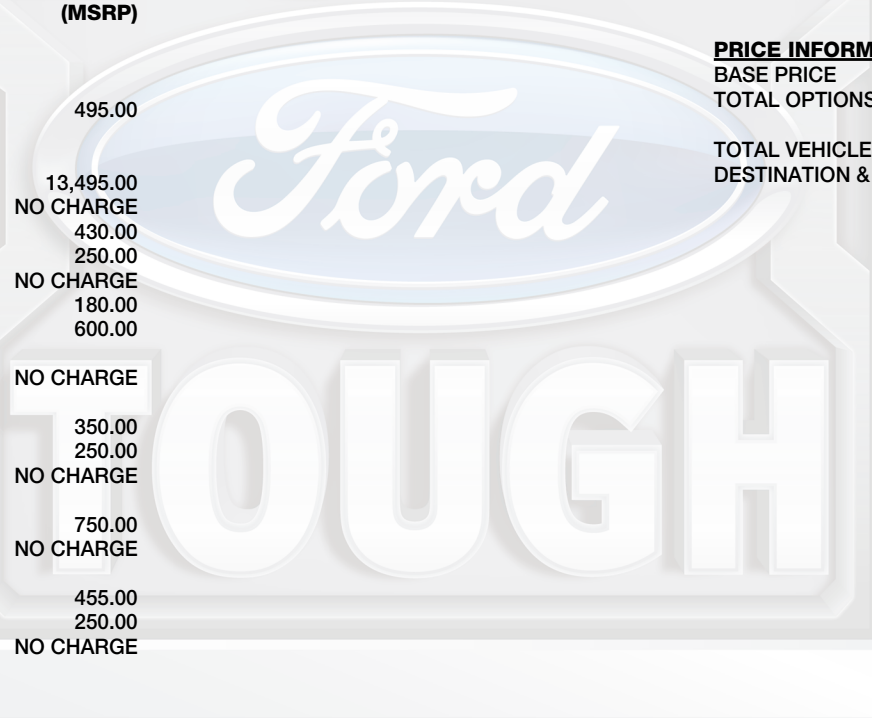 (MSRP)
495.00
13,495.00
NO CHARGE
430.00
250.00
NO CHARGE
180.00
600.00
NO CHARGE
350.00
250.00
NO CHARGE
750.00
NO CHARGE
455.00
250.00
NO CHARGE
PRICE INFORM
BASE PRICE
TOTAL OPTIONS
TOTAL VEHICLE
DESTINATION &
Ford
TOUGH